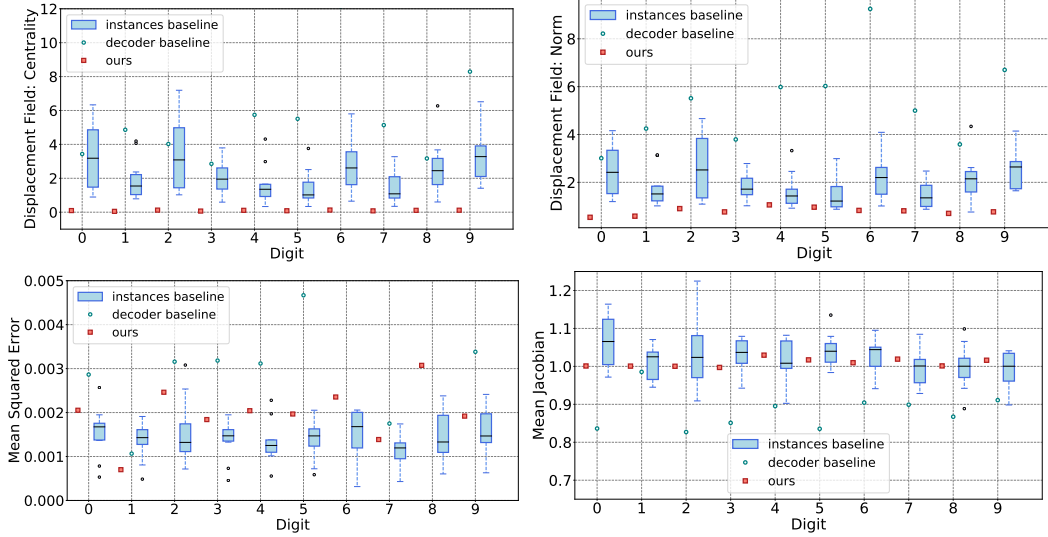 12
10
8
6
4
2
0
Displacement Field: Centrality
instances baseline
decoder baseline
ours
0 1 2 3 4 5 6 7 8 9
Digit
8
6
4
2
Displacement Field: Norm
instances baseline
decoder baseline
ours
0 1 2 3 4 5 6 7 8 9
Digit
0.005
0.004
0.003
0.002
0.001
0.000
Mean Squared Error
instances baseline
decoder baseline
ours
0 1 2 3 4 5 6 7 8 9
Digit
1.2
1.1
1.0
0.9
0.8
0.7
Mean Jacobian
instances baseline
decoder baseline
ours
0 1 2 3 4 5 6 7 8 9
Digit